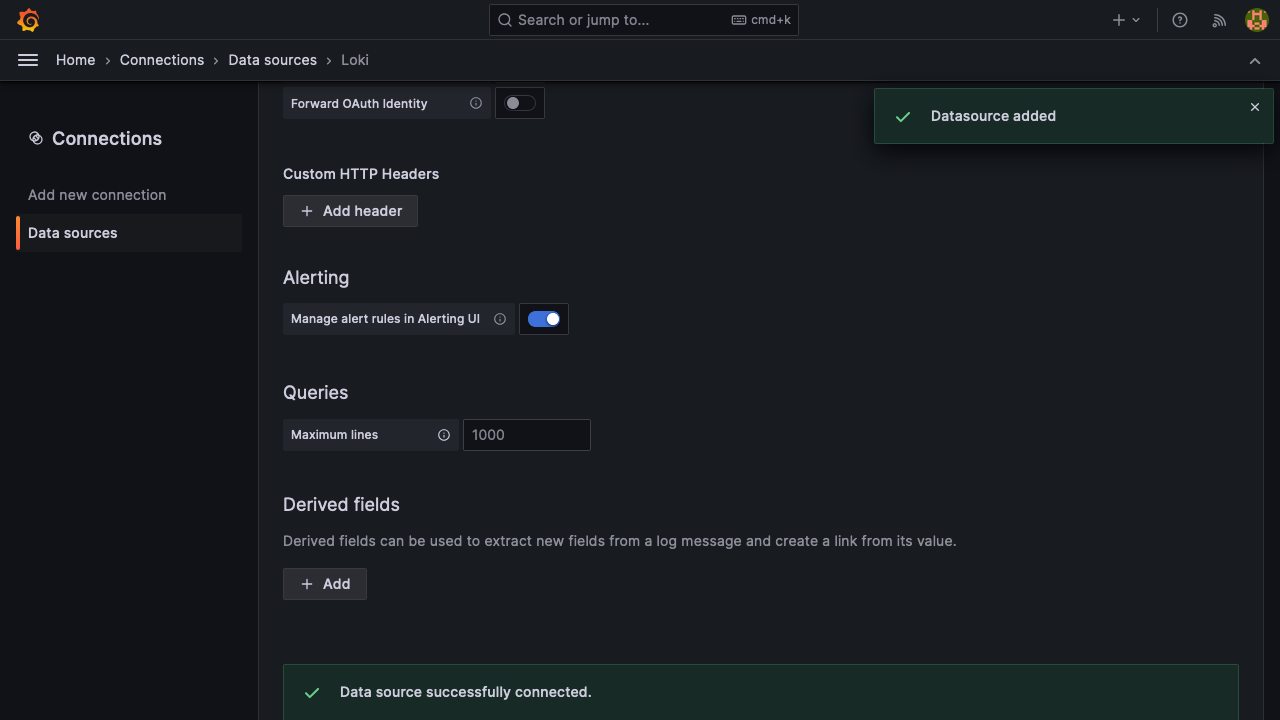 Search or jump to... cmd+k
Home › Connections › Data sources › Loki
Forward OAuth Identity
Datasource added
Connections
Custom HTTP Headers
Add new connection
Add header
Data sources
Alerting
Manage alert rules in Alerting UI
Queries
Maximum lines 1000
Derived fields
Derived fields can be used to extract new fields from a log message and create a link from its value.
Add
Data source successfully connected.